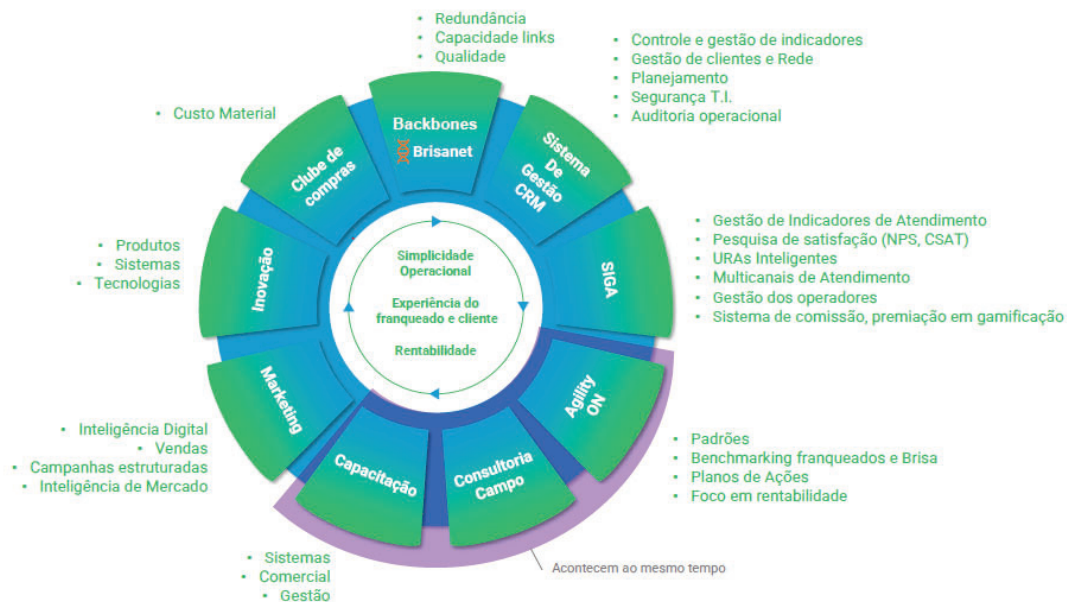 • Redundância
• Capacidade links
• Qualidade
• Controle e gestão de indicadores
• Gestão de clientes e Rede
• Planejamento
• Segurança T.I.
• Auditoria operacional
• Custo Material
Backbones
Brisanet
Sistema
De
Gestão
CRM
Clube de
compras
• Gestão de Indicadores de Atendimento
• Pesquisa de satisfação (NPS, CSAT)
• URAs Inteligentes
• Multicanais de Atendimento
• Gestão dos operadores
• Sistema de comissão, premiação em gamificação
• Produtos
• Sistemas
• Tecnologias
Inovação
Simplicidade
Operacional
Experiência do
franqueado e cliente
Rentabilidade
SIGA
Marketing
Agility
ON
• Inteligência Digital
• Vendas
• Campanhas estruturadas
• Inteligência de Mercado
Capacitação
Consultoria
Campo
• Padrões
• Benchmarking franqueados e Brisa
• Planos de Ações
• Foco em rentabilidade
• Sistemas
• Comercial
• Gestão
Acontecem ao mesmo tempo